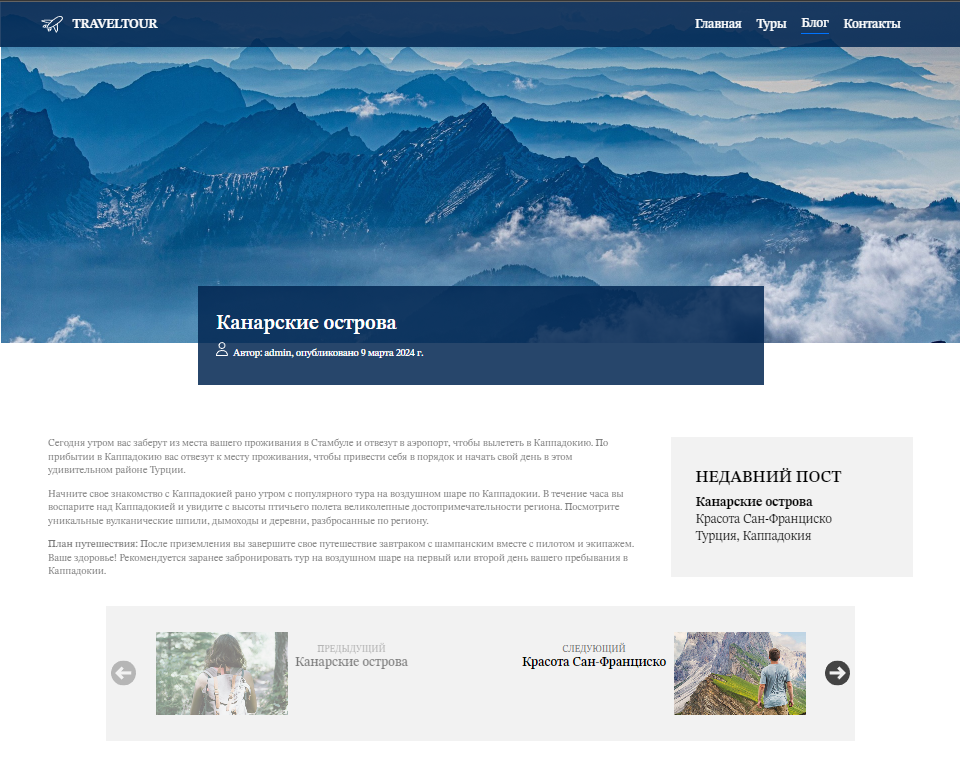 TRAVELTOUR
Главная Туры Блог Контакты
Канарские острова
Автор: admin, опубликовано 9 марта 2024 г.
Сегодня утром вас заберут из места вашего проживания в Стамбуле и отвезут в аэропорт, чтобы вылететь в Каппадокию. По
прибытии в Каппадокию вас отвезут к месту проживания, чтобы привести себя в порядок и начать свой день в этом
удивительном районе Турции.
Начните свое знакомство с Каппадокией рано утром с популярного тура на воздушном шаре по Каппадокии. В течение часа вы
воспарите над Каппадокией и увидите с высоты птичьего полета великолепные достопримечательности региона. Посмотрите
уникальные вулканические шпили, дымоходы и деревни, разбросанные по региону.
План путешествия: После приземления вы завершите свое путешествие завтраком с шампанским вместе с пилотом и экипажем.
Ваше здоровье! Рекомендуется заранее забронировать тур на воздушном шаре на первый или второй день вашего пребывания в
Каппадокии.
НЕДАВНИЙ ПОСТ
Канарские острова
Красота Сан-Франциско
Турция, Каппадокия
ПРЕДЫДУЩИЙ
Канарские острова
СЛЕДУЮЩИЙ
Красота Сан-Франциско